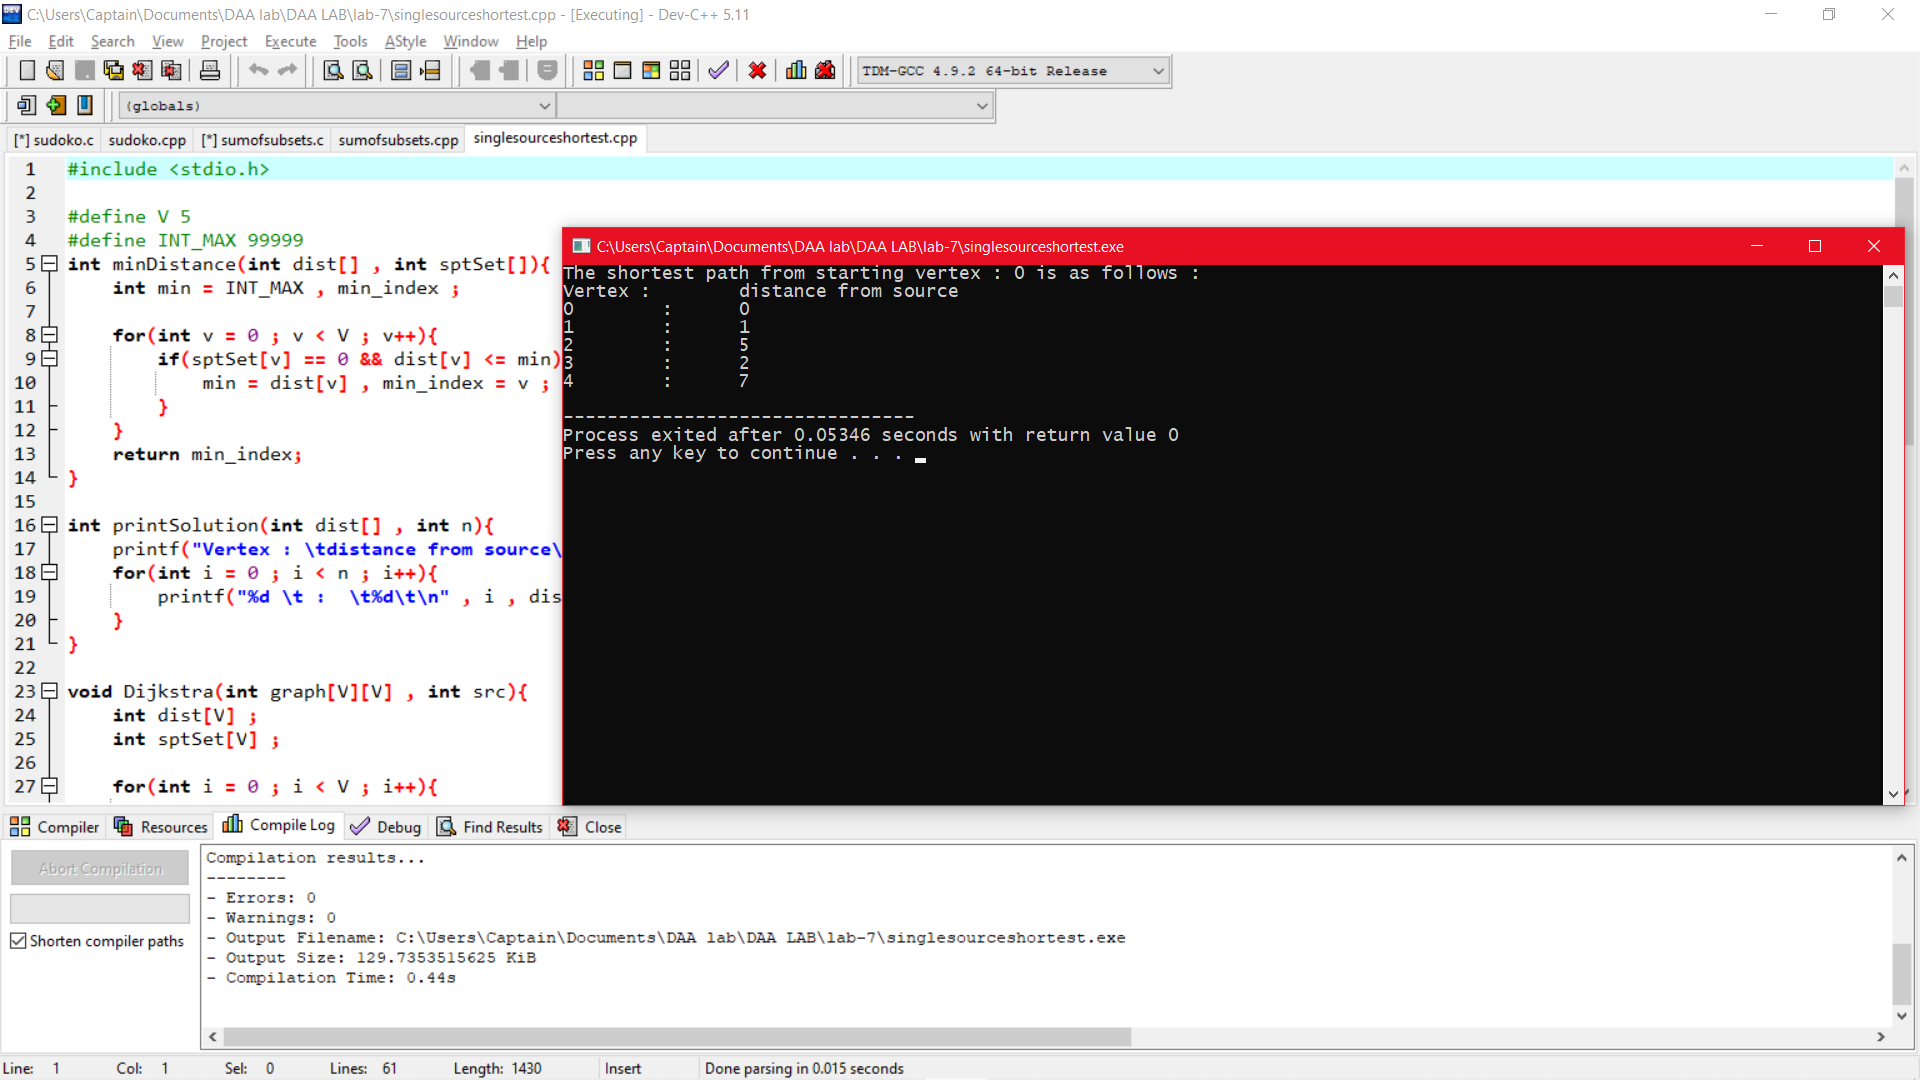 C:\Users\Captain\Documents\DAA lab\DAA LAB\lab-7\singlesourceshortest.cpp - [Executing] - Dev-C++ 5.11
File Edit Search View Project Execute Tools AStyle Window Help
TDM-GCC 4.9.2 64-bit Release
(globals)
[*] sudoko.c sudoko.cpp [*] sumofsubsets.c sumofsubsets.cpp singlesourceshortest.cpp
1 #include <stdio.h>
2
3 #define V 5
4 #define INT_MAX 99999
5 int minDistance(int dist[] , int sptSet[]){
6 int min = INT_MAX , min_index ;
7
8 for(int v = 0 ; v < V ; v++){
9 if(sptSet[v] == 0 && dist[v] <= min)
10 min = dist[v] , min_index = v ;
11 }
12 }
13 return min_index;
14 }
15
16 int printSolution(int dist[] , int n){
17 printf("Vertex : \tdistance from source\
18 for(int i = 0 ; i < n ; i++){
19 printf("%d \t :  \t%d\t\n" , i , dis
20 }
21 }
22
23 void Dijkstra(int graph[V][V] , int src){
24 int dist[V] ;
25 int sptSet[V] ;
26
27 for(int i = 0 ; i < V ; i++){
C:\Users\Captain\Documents\DAA lab\DAA LAB\lab-7\singlesourceshortest.exe
The shortest path from starting vertex : 0 is as follows :
Vertex : distance from source
0 : 0
1 : 1
2 : 5
3 : 2
4 : 7
--------------------------------
Process exited after 0.05346 seconds with return value 0
Press any key to continue . . .
Compiler Resources Compile Log Debug Find Results Close
Abort Compilation
Shorten compiler paths
Compilation results...
--------
- Errors: 0
- Warnings: 0
- Output Filename: C:\Users\Captain\Documents\DAA lab\DAA LAB\lab-7\singlesourceshortest.exe
- Output Size: 129.7353515625 KiB
- Compilation Time: 0.44s
Line: 1 Col: 1 Sel: 0 Lines: 61 Length: 1430 Insert Done parsing in 0.015 seconds